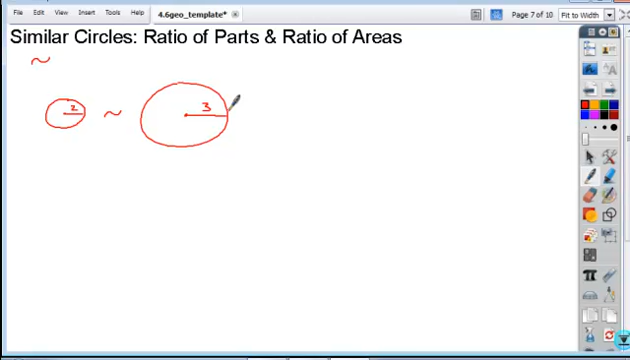 File Edit View Insert Tools Help 4.6geo_template* Page 7 of 10 Fit to Width
Similar Circles: Ratio of Parts & Ratio of Areas
~
2 ~ 3